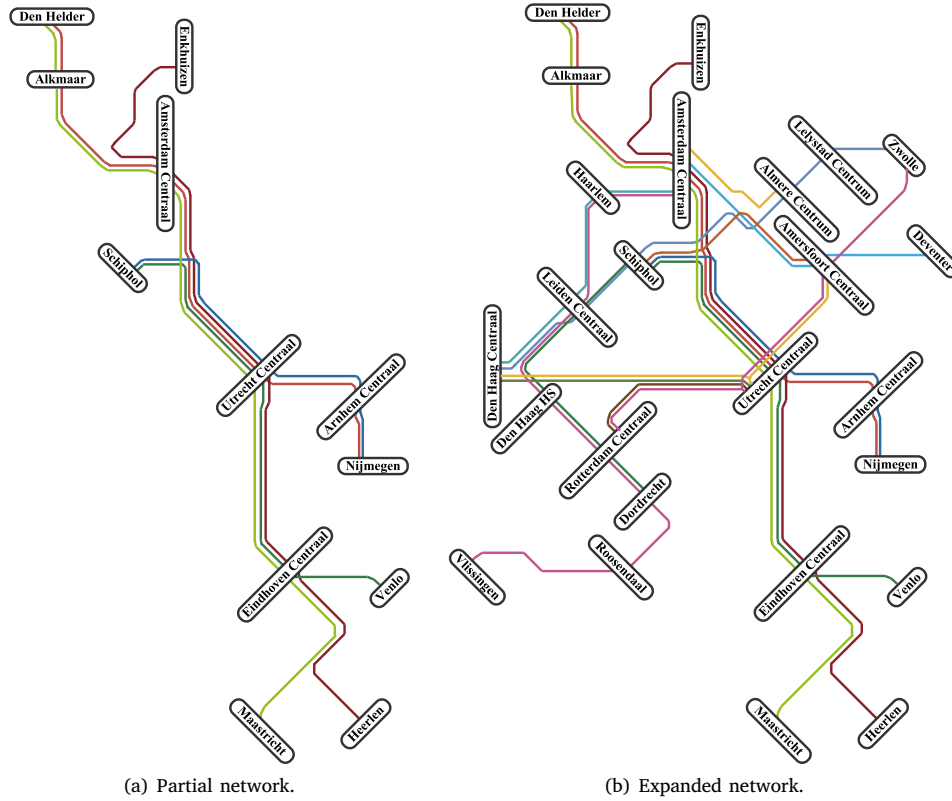 Den Helder
Alkmaar
Enkhuizen
Amsterdam Centraal
Schiphol
Utrecht Centraal
Arnhem Centraal
Nijmegen
Eindhoven Centraal
Venlo
Maastricht
Heerlen
(a) Partial network.
Den Helder
Alkmaar
Enkhuizen
Amsterdam Centraal
Haarlem
Lelystad Centrum
Zwolle
Almere Centrum
Schiphol
Amersfoort Centraal
Deventer
Leiden Centraal
Den Haag Centraal
Utrecht Centraal
Den Haag HS
Arnhem Centraal
Rotterdam Centraal
Nijmegen
Dordrecht
Roosendaal
Vlissingen
Eindhoven Centraal
Venlo
Maastricht
Heerlen
(b) Expanded network.